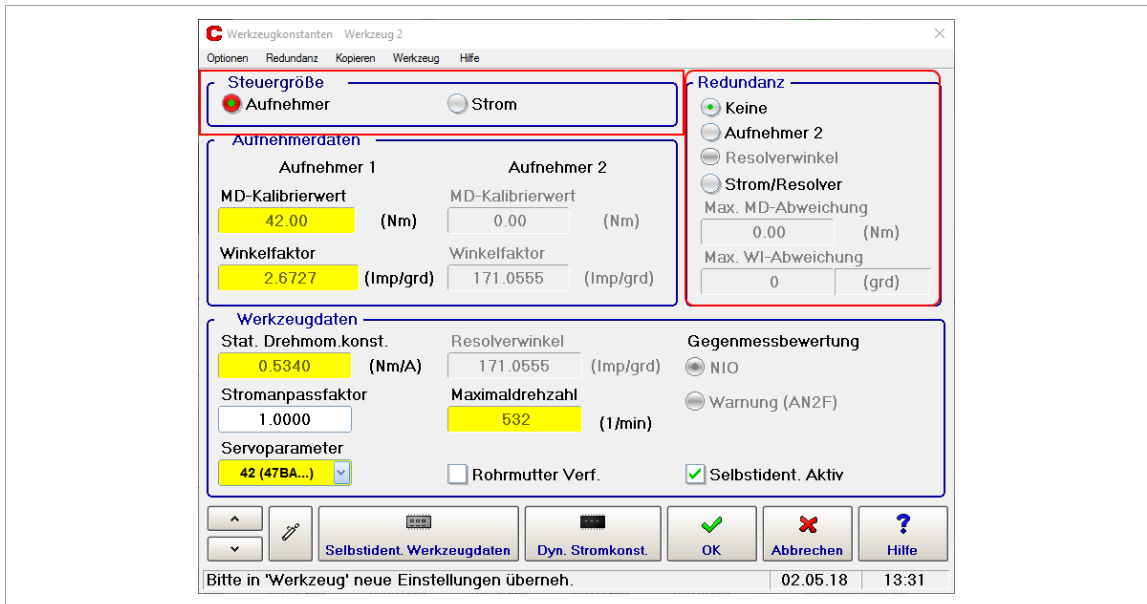 Werkzeugkonstanten Werkzeug 2
Optionen Redundanz Kopieren Werkzeug Hilfe
Steuergröße
Aufnehmer Strom
Redundanz
Keine
Aufnehmer 2
Resolverwinkel
Strom/Resolver
Max. MD-Abweichung
0.00 (Nm)
Max. WI-Abweichung
0 (grd)
Aufnehmerdaten
Aufnehmer 1 Aufnehmer 2
MD-Kalibrierwert MD-Kalibrierwert
42.00 (Nm) 0.00 (Nm)
Winkelfaktor Winkelfaktor
2.6727 (Imp/grd) 171.0555 (Imp/grd)
Werkzeugdaten
Stat. Drehmom.konst. Resolverwinkel Gegenmessbewertung
0.5340 (Nm/A) 171.0555 (Imp/grd) NIO
Stromanpassfaktor Maximaldrehzahl Warnung (AN2F)
1.0000 532 (1/min)
Servoparameter
42 (47BA...) Rohrmutter Verf. Selbstident. Aktiv
Selbstident. Werkzeugdaten Dyn. Stromkonst. OK Abbrechen Hilfe
Bitte in 'Werkzeug' neue Einstellungen überneh. 02.05.18 13:31